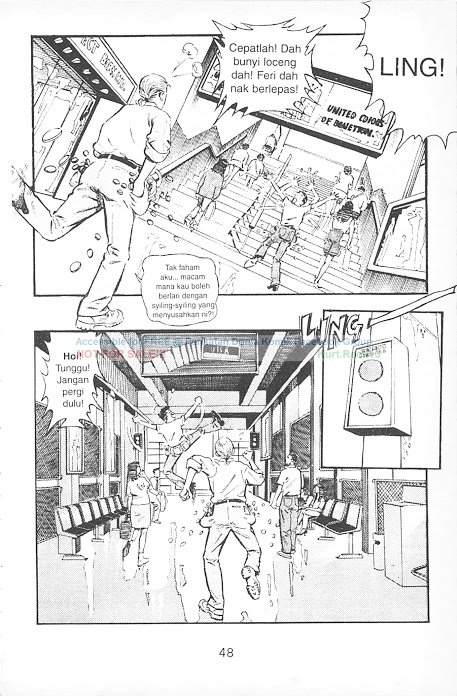 Cepatlah! Dah
bunyi loceng
dah! Feri dah
nak berlepas!
LING!
UNITED COLORS
OF BENETTON.
Tak faham
aku... macam
mana kau boleh
berlari dengan
syiling-syiling yang
menyusahkan ni?!
LING!
Hoi!
Tunggu!
Jangan
pergi
dulu!
NOT FOR SALE!!
48